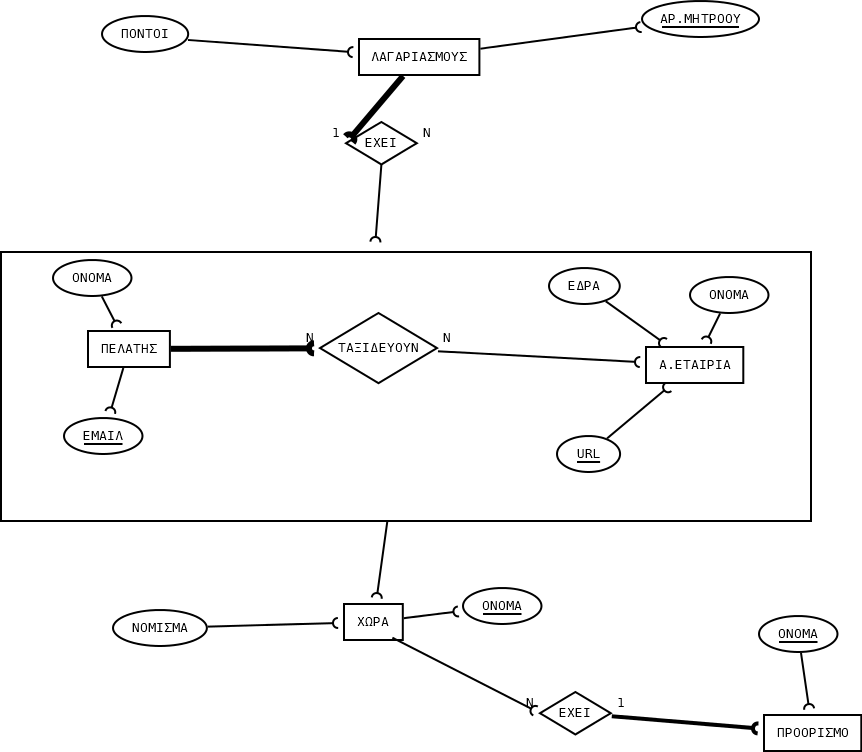 ΑΡ.ΜΗΤΡΟΟΥ
ΠΟΝΤΟΙ
ΛΑΓΑΡΙΑΣΜΟΥΣ
1
Ν
ΕΧΕΙ
ΟΝΟΜΑ
ΕΔΡΑ
ΟΝΟΜΑ
Ν
Ν
ΠΕΛΑΤΗΣ
ΤΑΞΙΔΕΥΟΥΝ
Α.ΕΤΑΙΡΙΑ
ΕΜΑΙΛ
URL
ΟΝΟΜΑ
ΝΟΜΙΣΜΑ
ΧΩΡΑ
ΟΝΟΜΑ
Ν
1
ΕΧΕΙ
ΠΡΟΟΡΙΣΜΟ